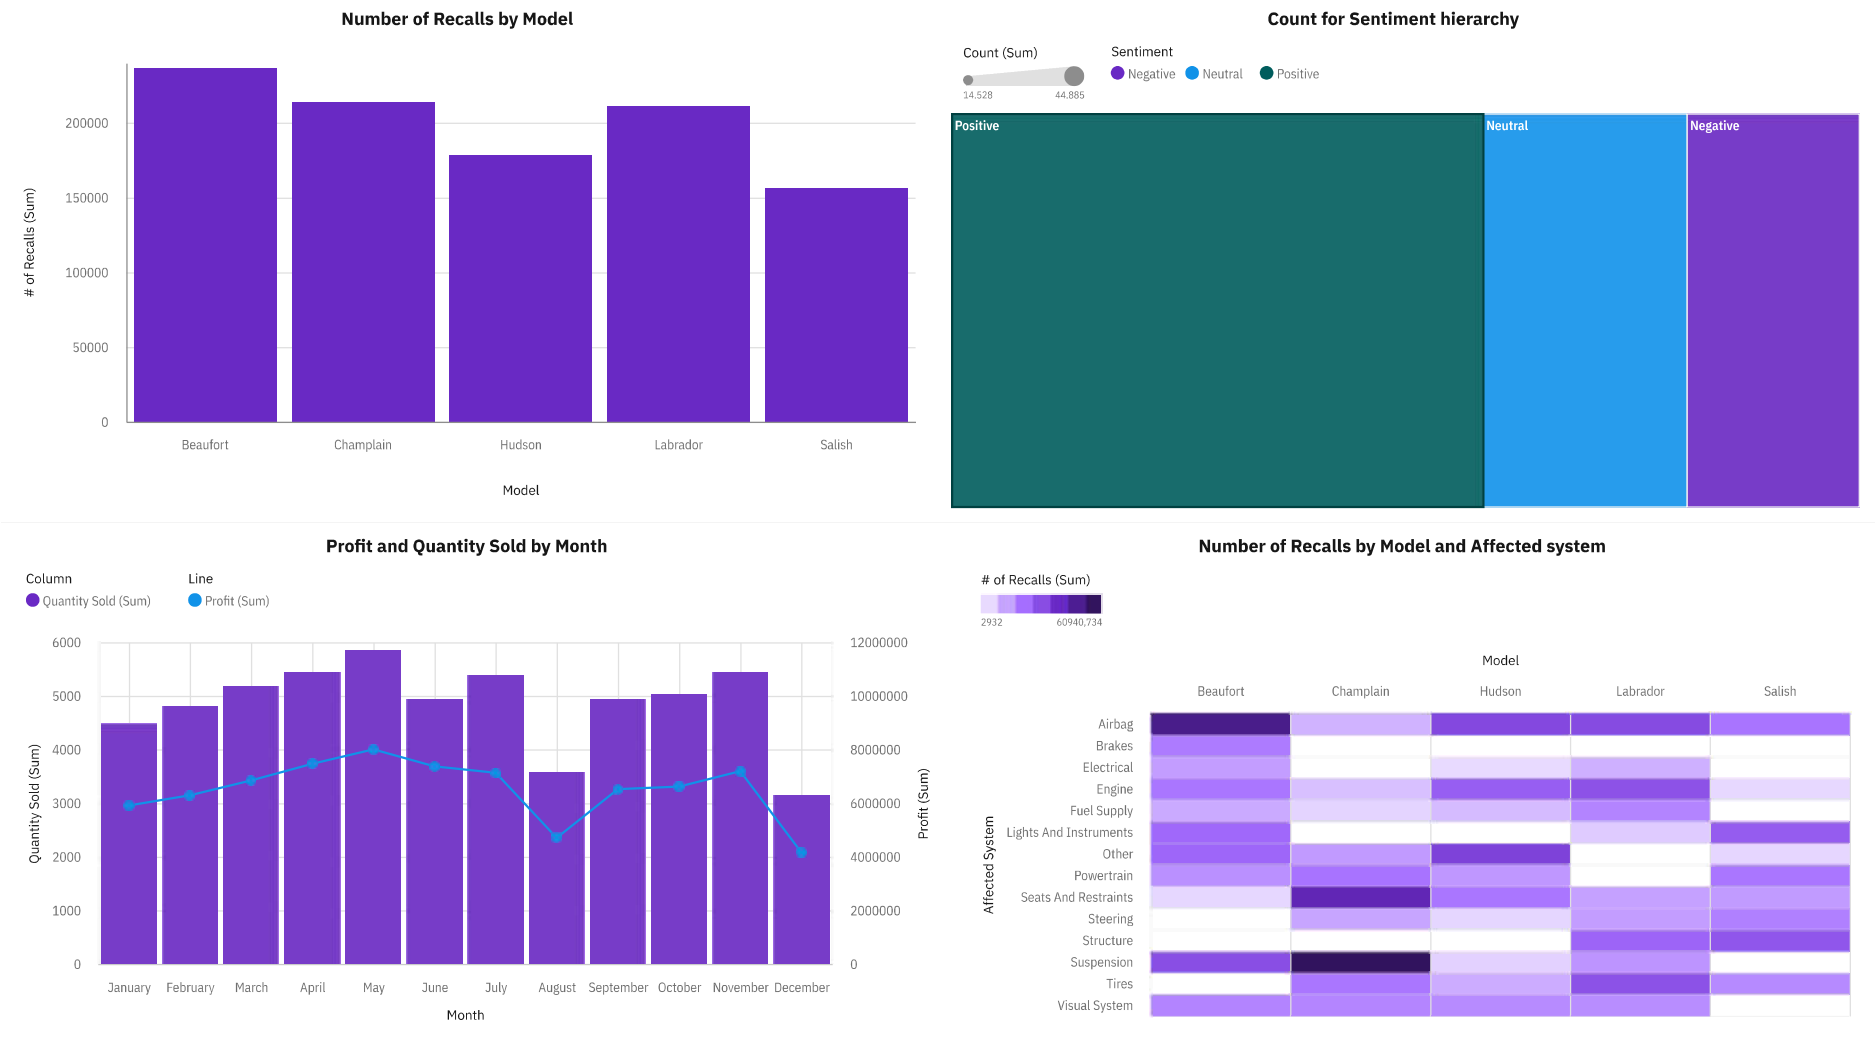 Number of Recalls by Model
# of Recalls (Sum)
200000
150000
100000
50000
0
Beaufort Champlain Hudson Labrador Salish
Model
Count for Sentiment hierarchy
Count (Sum)
14.528 44.885
Sentiment
Negative Neutral Positive
Positive Neutral Negative
Profit and Quantity Sold by Month
Column
Quantity Sold (Sum)
Line
Profit (Sum)
Quantity Sold (Sum)
6000
5000
4000
3000
2000
1000
0
12000000
10000000
8000000
6000000
4000000
2000000
0
Profit (Sum)
January February March April May June July August September October November December
Month
Number of Recalls by Model and Affected system
# of Recalls (Sum)
2932 60940,734
Model
Beaufort Champlain Hudson Labrador Salish
Affected System
Airbag
Brakes
Electrical
Engine
Fuel Supply
Lights And Instruments
Other
Powertrain
Seats And Restraints
Steering
Structure
Suspension
Tires
Visual System